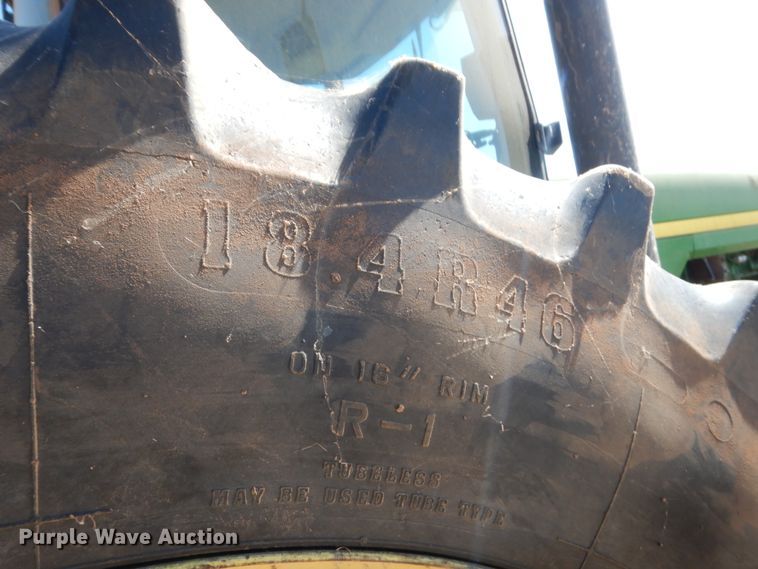 18.4R46
ON 16" RIM
R-1
TUBELESS
MAY BE USED TUBE TYPE
Purple Wave Auction